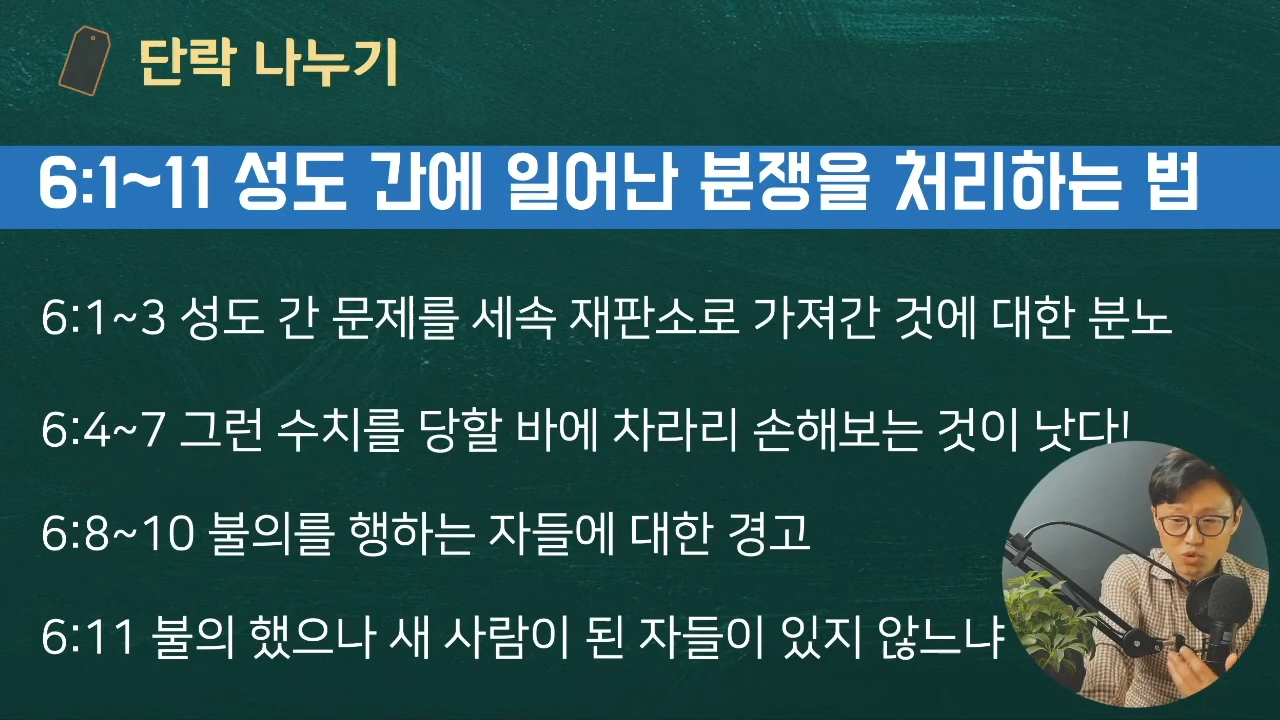 단락 나누기
6:1~11 성도 간에 일어난 분쟁을 처리하는 법
6:1~3 성도 간 문제를 세속 재판소로 가져간 것에 대한 분노
6:4~7 그런 수치를 당할 바에 차라리 손해보는 것이 낫다!
6:8~10 불의를 행하는 자들에 대한 경고
6:11 불의 했으나 새 사람이 된 자들이 있지 않느냐